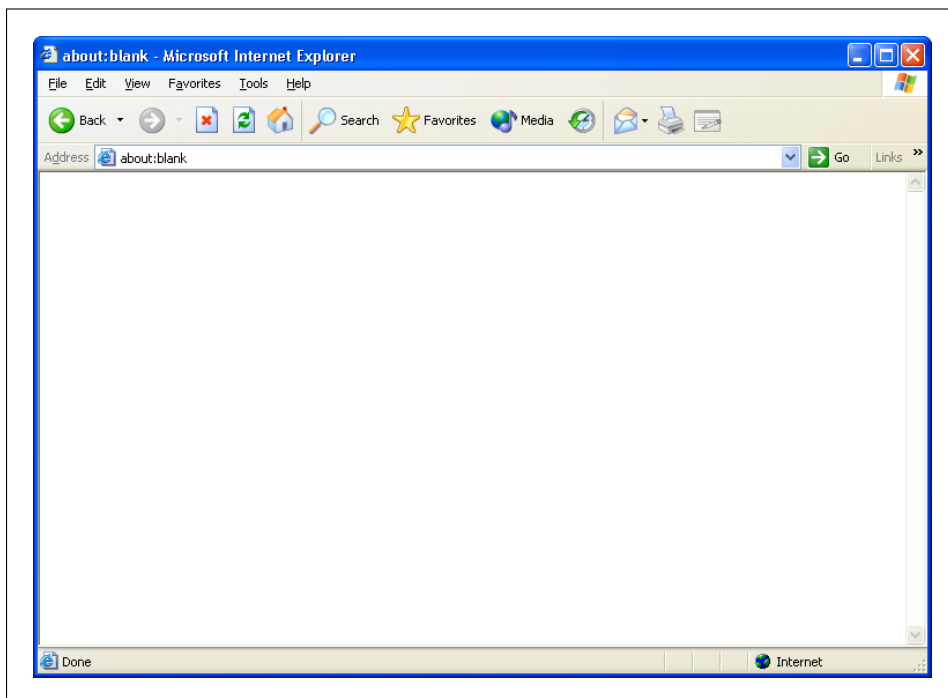 about:blank - Microsoft Internet Explorer
File Edit View Favorites Tools Help
Back Search Favorites Media
Address about:blank Go Links »
Done Internet